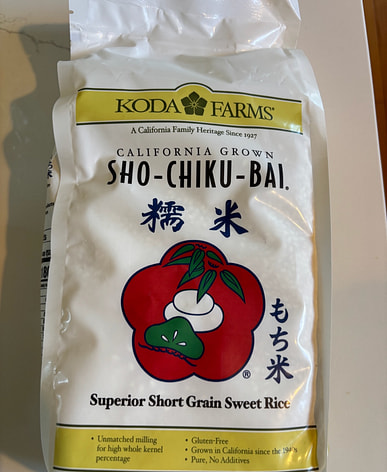 KODA FARMS®
A California Family Heritage Since 1927
CALIFORNIA GROWN
SHO-CHIKU-BAI®
糯米
もち米
®
Superior Short Grain Sweet Rice
• Unmatched milling
for high whole kernel
percentage
• Gluten-Free
• Grown in California since the 1940s
• Pure, No Additives